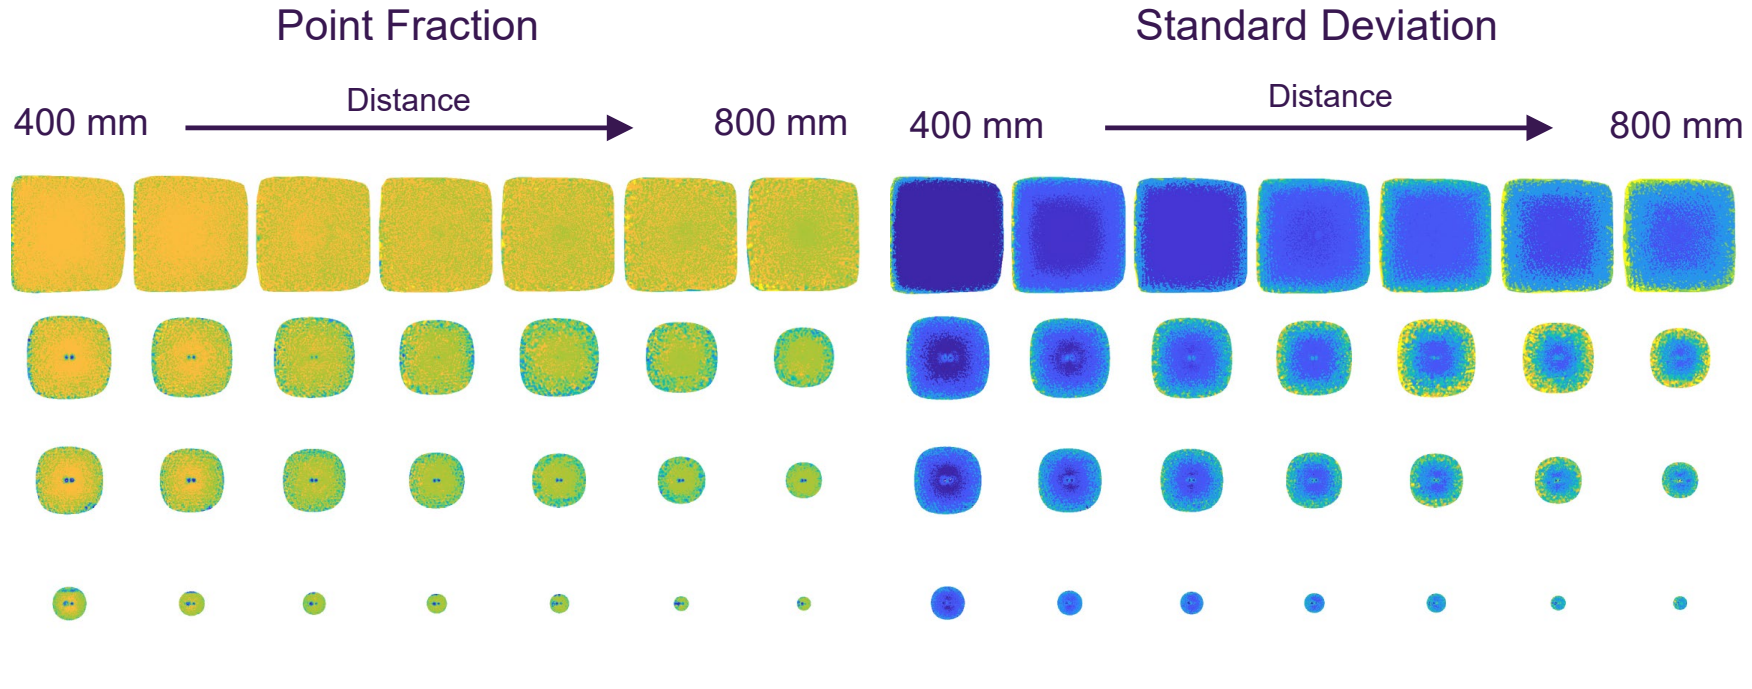 Point Fraction
Standard Deviation
400 mm
Distance
800 mm
400 mm
Distance
800 mm